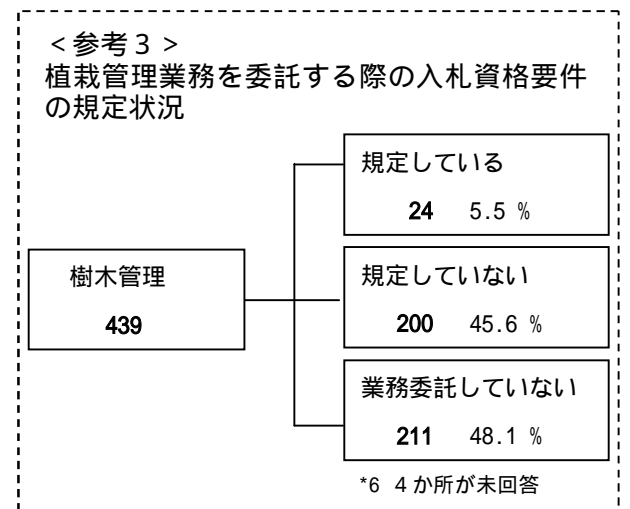 ＜参考３＞
植栽管理業務を委託する際の入札資格要件
の規定状況
規定している
24 5.5 %
樹木管理
439
規定していない
200 45.6 %
業務委託していない
211 48.1 %
*6 4か所が未回答